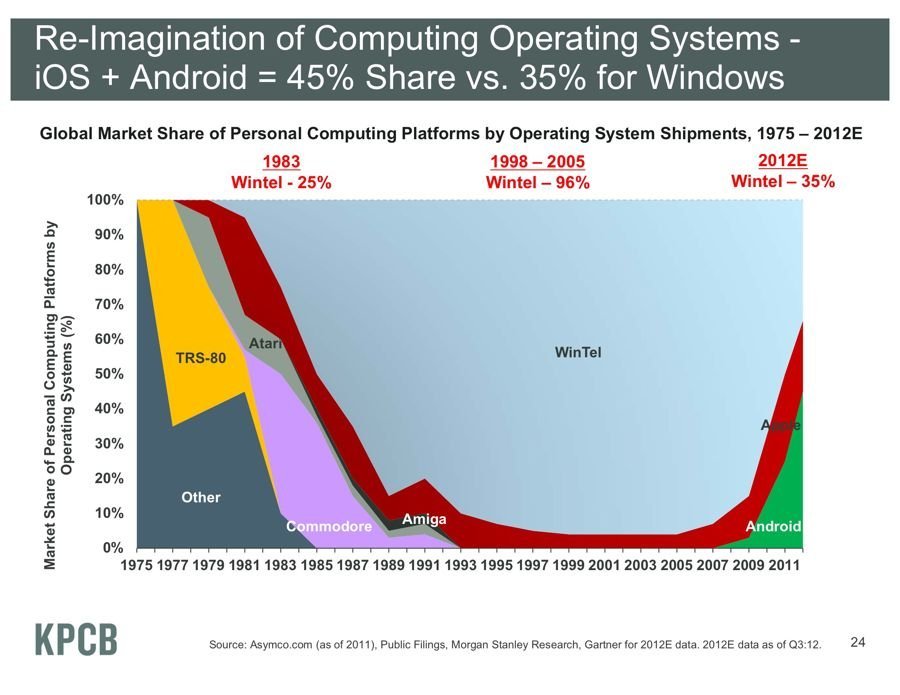 Re-Imagination of Computing Operating Systems -
iOS + Android = 45% Share vs. 35% for Windows
Global Market Share of Personal Computing Platforms by Operating System Shipments, 1975 – 2012E
1983
Wintel - 25%
1998 – 2005
Wintel – 96%
2012E
Wintel – 35%
Market Share of Personal Computing Platforms by
Operating Systems (%)
100%
90%
80%
70%
60%
50%
40%
30%
20%
10%
0%
TRS-80
Other
Atari
Commodore
Amiga
WinTel
Apple
Android
1975 1977 1979 1981 1983 1985 1987 1989 1991 1993 1995 1997 1999 2001 2003 2005 2007 2009 2011
KPCB
Source: Asymco.com (as of 2011), Public Filings, Morgan Stanley Research, Gartner for 2012E data. 2012E data as of Q3:12.
24